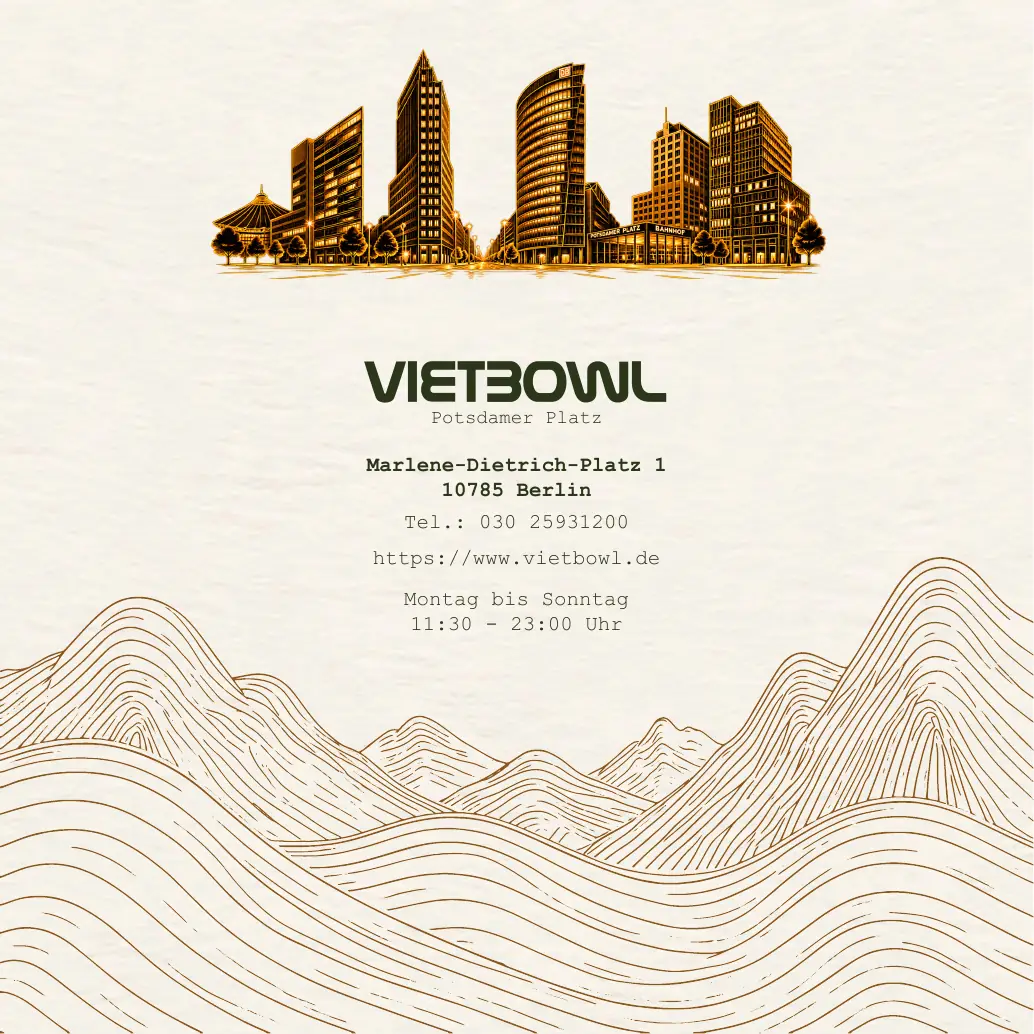 DB
POTSDAMER PLATZ BAHNHOF
VIETBOWL
Potsdamer Platz
Marlene-Dietrich-Platz 1
10785 Berlin
Tel.: 030 25931200
https://www.vietbowl.de
Montag bis Sonntag
11:30 - 23:00 Uhr